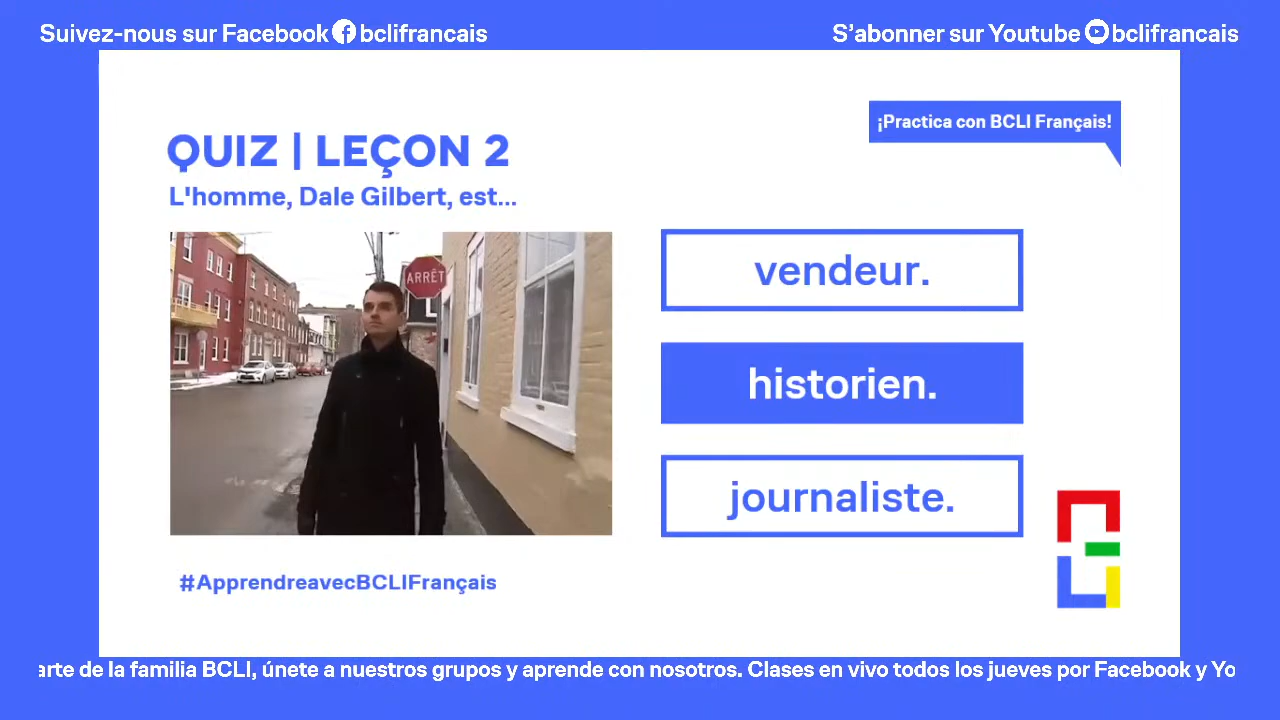 Suivez-nous sur Facebook bclifrancais
S'abonner sur Youtube bclifrancais
¡Practica con BCLI Français!
QUIZ | LEÇON 2
L'homme, Dale Gilbert, est...
ARRÊT
vendeur.
historien.
journaliste.
#ApprendreavecBCLIFrançais
arte de la familia BCLI, únete a nuestros grupos y aprende con nosotros. Clases en vivo todos los jueves por Facebook y Yo